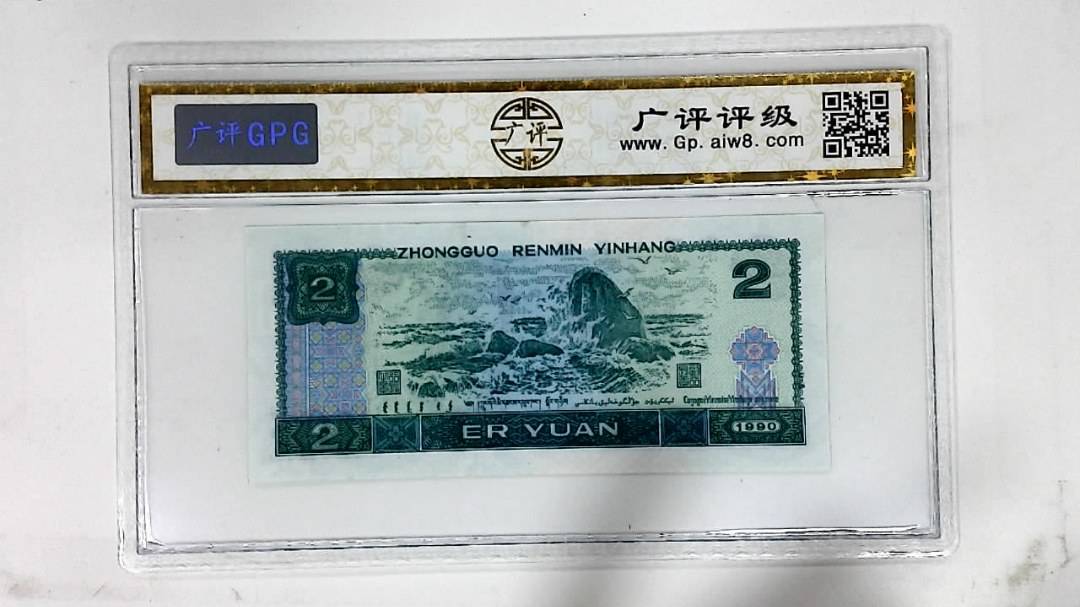 广评GPG
广评
广评评级
www. Gp. aiw8. com
ZHONGGUO RENMIN YINHANG
2
2
2
ER YUAN
1990